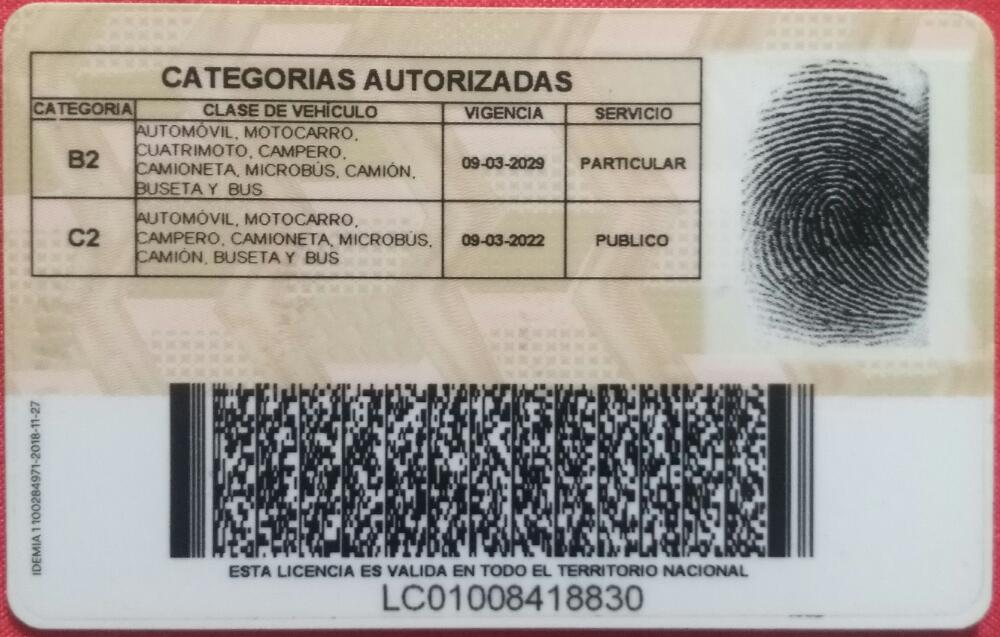 CATEGORIAS AUTORIZADAS
CATEGORIA CLASE DE VEHÍCULO VIGENCIA SERVICIO
B2
AUTOMÓVIL, MOTOCARRO,
CUATRIMOTO, CAMPERO,
CAMIONETA, MICROBÚS, CAMIÓN,
BUSETA Y BUS
09-03-2029
PARTICULAR
C2
AUTOMÓVIL, MOTOCARRO,
CAMPERO, CAMIONETA, MICROBÚS,
CAMIÓN, BUSETA Y BUS
09-03-2022
PUBLICO
IDEMIA 1100284971-2018-11-27
ESTA LICENCIA ES VALIDA EN TODO EL TERRITORIO NACIONAL
LC01008418830